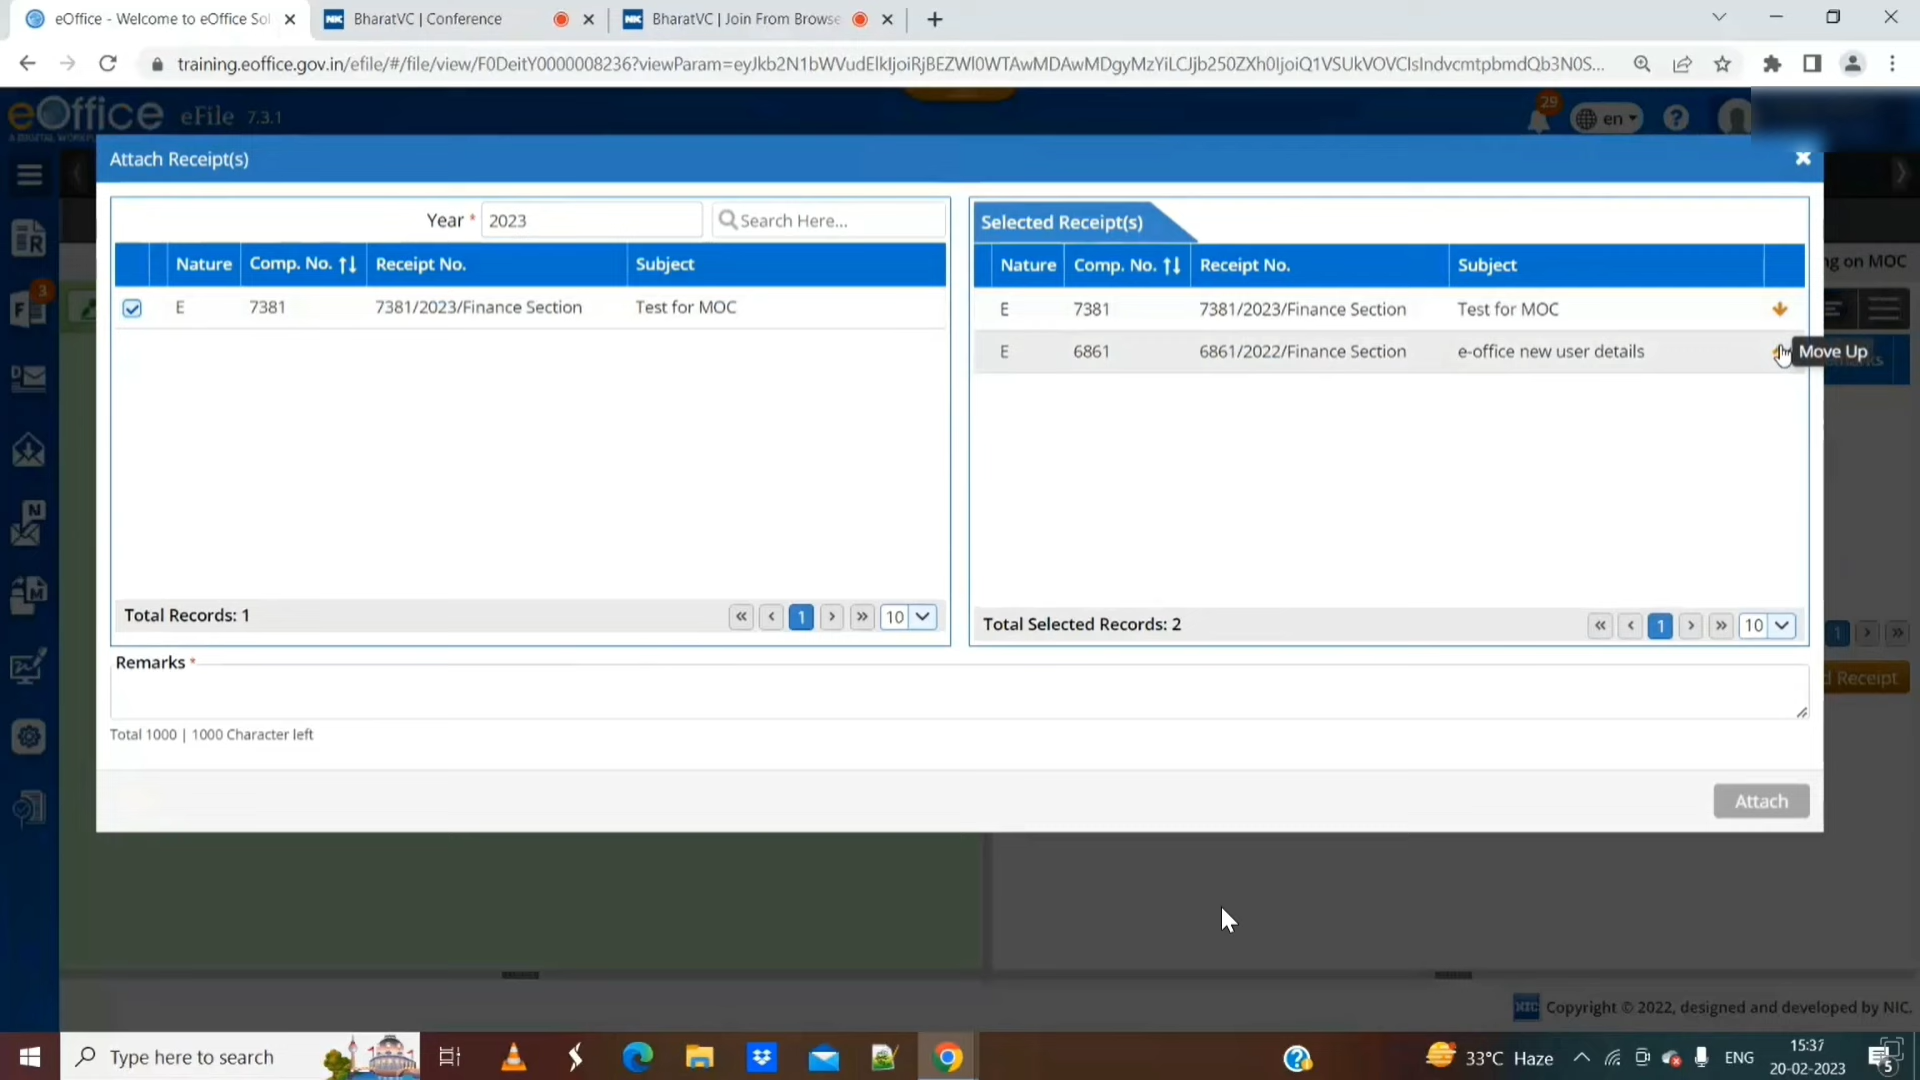 eOffice - Welcome to eOffice Sol
BharatVC | Conference
BharatVC | Join From Browse
training.eoffice.gov.in/efile/#/file/view/F0DeitY0000008236?viewParam=eyJkb2N1bWVudElkIjoiRjBEZWl0WTAwMDAwMDgyMzYiLCJjb250ZXh0IjoiQ1VSUkVOVCIsIndvcmtpbmdQb3N0S...
eOffice eFile 7.3.1
29
en
Attach Receipt(s)
Year * 2023 Search Here...
Selected Receipt(s)
Nature Comp. No. Receipt No. Subject
E 7381 7381/2023/Finance Section Test for MOC
Total Records: 1
« ‹ 1 › » 10
Nature Comp. No. Receipt No. Subject
E 7381 7381/2023/Finance Section Test for MOC
E 6861 6861/2022/Finance Section e-office new user details
Move Up
Total Selected Records: 2
« ‹ 1 › » 10
Remarks *
Total 1000 | 1000 Character left
Attach
ng on MOC
3
1 › »
d Receipt
NIC Copyright © 2022, designed and developed by NIC.
Type here to search
33°C Haze
ENG
15:37
20-02-2023
5